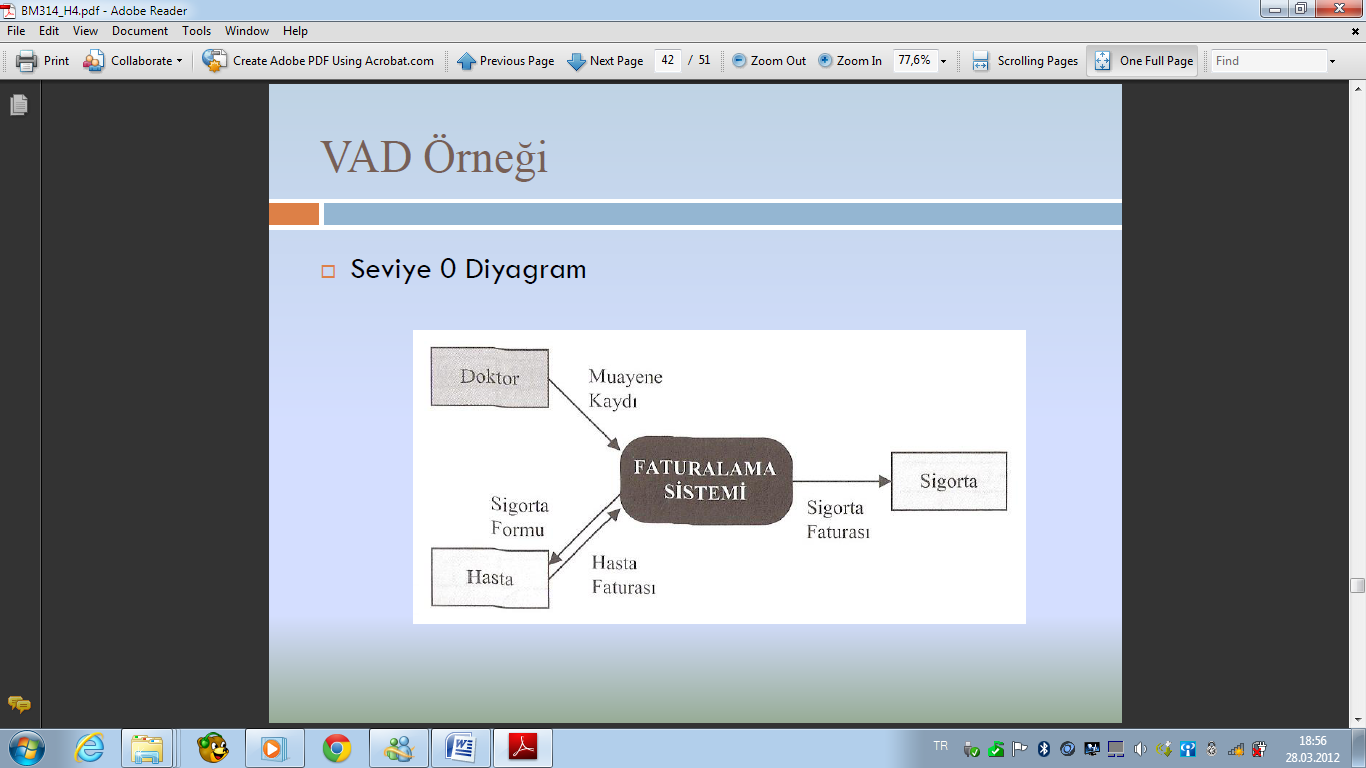 BM314_H4.pdf - Adobe Reader
File Edit View Document Tools Window Help
Print Collaborate Create Adobe PDF Using Acrobat.com Previous Page Next Page 42 / 51 Zoom Out Zoom In 77,6% Scrolling Pages One Full Page Find
VAD Örneği
Seviye 0 Diyagram
Doktor
Muayene
Kaydı
FATURALAMA
SİSTEMİ
Sigorta
Sigorta
Formu
Sigorta
Faturası
Hasta
Hasta
Faturası
TR
18:56
28.03.2012